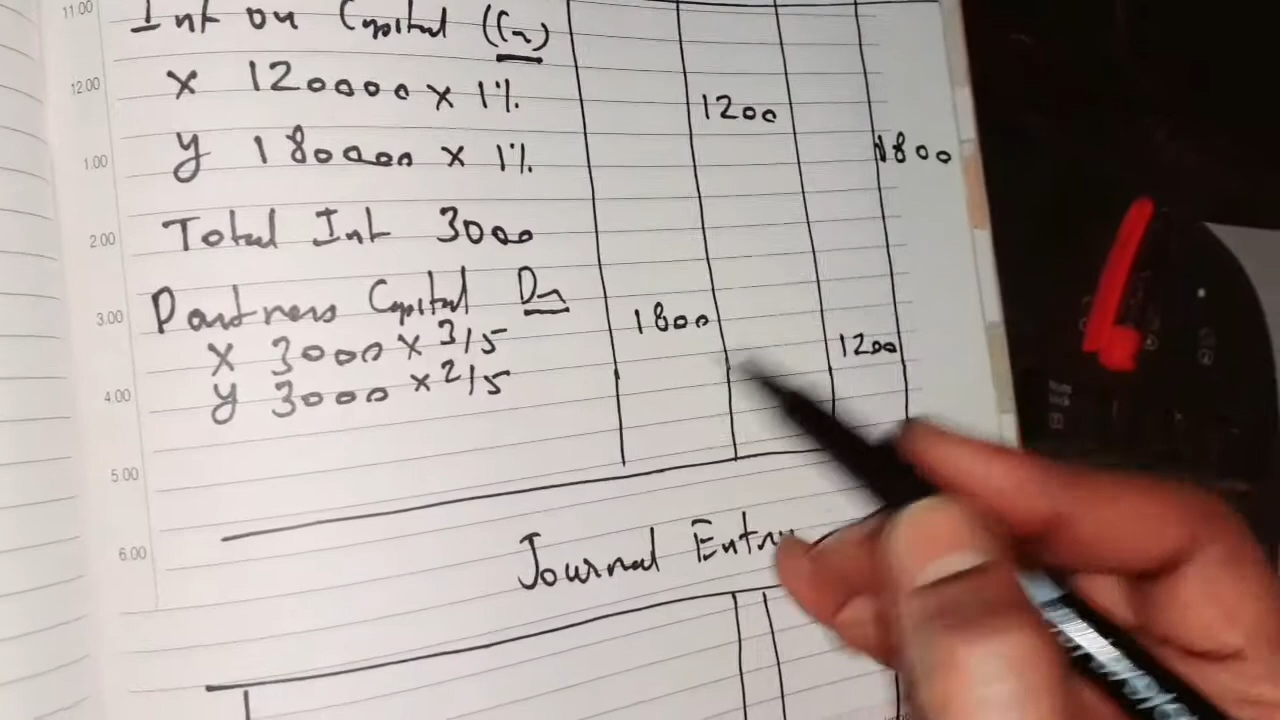 11.00
Int on Capital (Cr)
12.00
X 120000 x 1% 1200
Y 180000 x 1% 1800
1.00
Total Int 3000
2.00
Partners Capital Dr
3.00
X 3000 x 3/5 1800
Y 3000 x 2/5 1200
4.00
5.00
Journal Entry
6.00